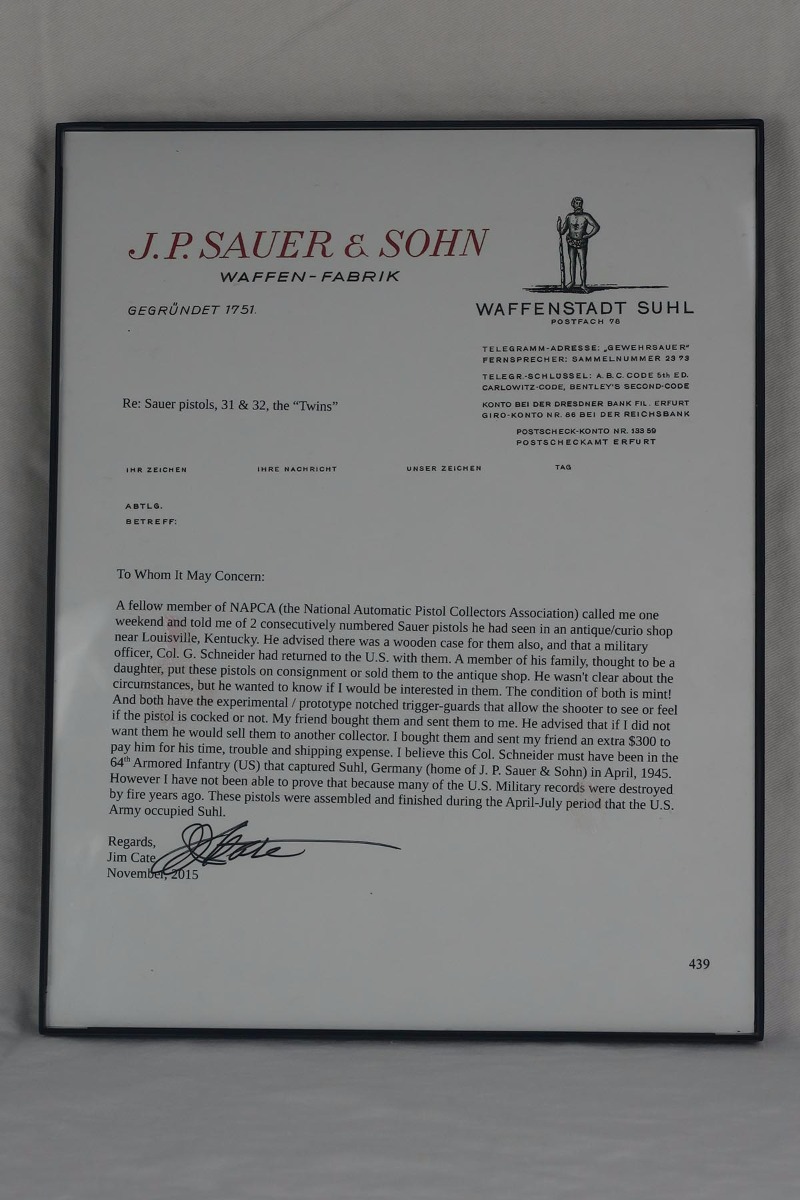 J.P. SAUER & SOHN
WAFFEN-FABRIK
GEGRÜNDET 1751.
WAFFENSTADT SUHL
POSTFACH 78
TELEGRAMM-ADRESSE: „GEWEHRSAUER"
FERNSPRECHER: SAMMELNUMMER 23 73
TELEGR.-SCHLÜSSEL: A.B.C. CODE 5th ED.
CARLOWITZ-CODE, BENTLEY'S SECOND-CODE
KONTO BEI DER DRESDNER BANK FIL. ERFURT
GIRO-KONTO NR. 86 BEI DER REICHSBANK
POSTSCHECK-KONTO NR. 133 59
POSTSCHECKAMT ERFURT
Re: Sauer pistols, 31 & 32, the “Twins”
IHR ZEICHEN IHRE NACHRICHT UNSER ZEICHEN TAG
ABTLG.
BETREFF:
To Whom It May Concern:
A fellow member of NAPCA (the National Automatic Pistol Collectors Association) called me one
weekend and told me of 2 consecutively numbered Sauer pistols he had seen in an antique/curio shop
near Louisville, Kentucky. He advised there was a wooden case for them also, and that a military
officer, Col. G. Schneider had returned to the U.S. with them. A member of his family, thought to be a
daughter, put these pistols on consignment or sold them to the antique shop. He wasn't clear about the
circumstances, but he wanted to know if I would be interested in them. The condition of both is mint!
And both have the experimental / prototype notched trigger-guards that allow the shooter to see or feel
if the pistol is cocked or not. My friend bought them and sent them to me. He advised that if I did not
want them he would sell them to another collector. I bought them and sent my friend an extra $300 to
pay him for his time, trouble and shipping expense. I believe this Col. Schneider must have been in the
64th Armored Infantry (US) that captured Suhl, Germany (home of J. P. Sauer & Sohn) in April, 1945.
However I have not been able to prove that because many of the U.S. Military records were destroyed
by fire years ago. These pistols were assembled and finished during the April-July period that the U.S.
Army occupied Suhl.
Regards,
Jim Cate
November, 2015
439